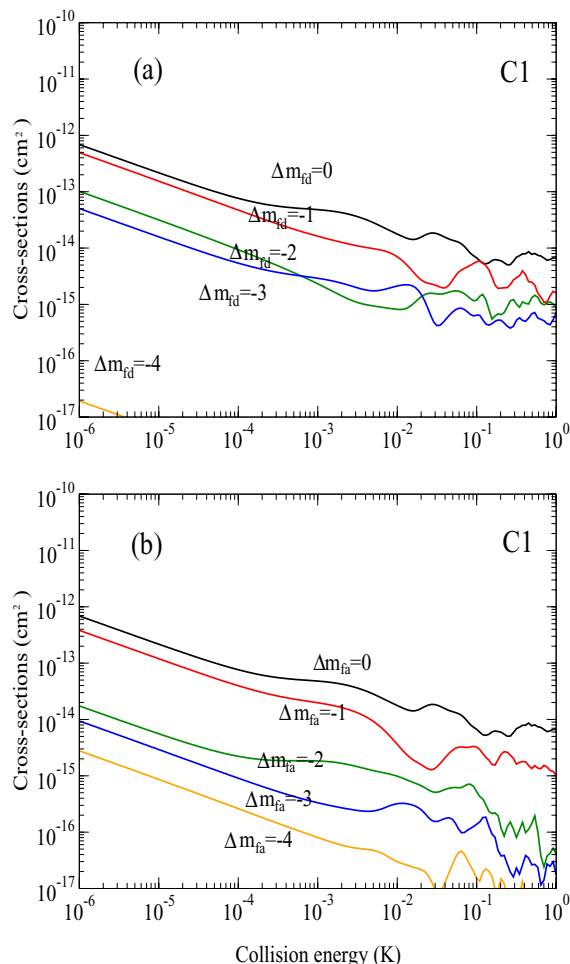 10⁻¹⁰
(a) C1
10⁻¹¹
10⁻¹²
10⁻¹³
10⁻¹⁴
10⁻¹⁵
10⁻¹⁶
10⁻¹⁷
Cross-sections (cm²)
Δm_fd=0
Δm_fd=-1
Δm_fd=-2
Δm_fd=-3
Δm_fd=-4
10⁻⁶ 10⁻⁵ 10⁻⁴ 10⁻³ 10⁻² 10⁻¹ 10⁰
10⁻¹⁰
(b) C1
10⁻¹¹
10⁻¹²
10⁻¹³
10⁻¹⁴
10⁻¹⁵
10⁻¹⁶
10⁻¹⁷
Cross-sections (cm²)
Δm_fa=0
Δm_fa=-1
Δm_fa=-2
Δm_fa=-3
Δm_fa=-4
10⁻⁶ 10⁻⁵ 10⁻⁴ 10⁻³ 10⁻² 10⁻¹ 10⁰
Collision energy (K)